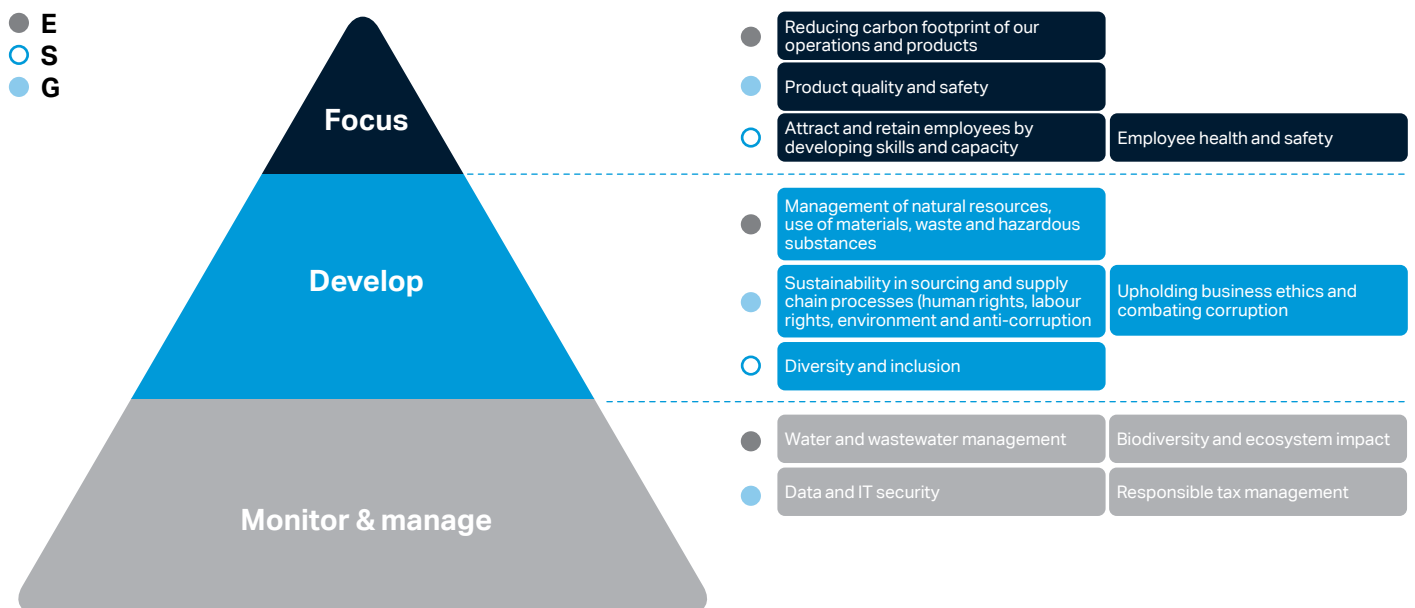 E
S
G
Focus
Reducing carbon footprint of our
operations and products
Product quality and safety
Attract and retain employees by
developing skills and capacity
Employee health and safety
Develop
Management of natural resources,
use of materials, waste and hazardous
substances
Sustainability in sourcing and supply
chain processes (human rights, labour
rights, environment and anti-corruption
Upholding business ethics and
combating corruption
Diversity and inclusion
Monitor & manage
Water and wastewater management
Biodiversity and ecosystem impact
Data and IT security
Responsible tax management